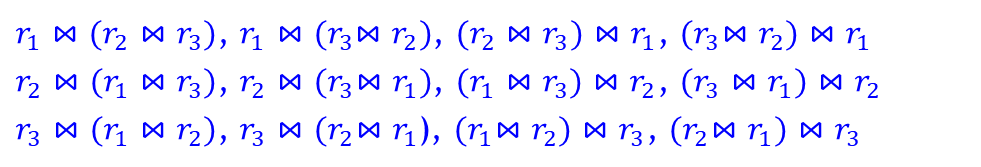 r₁ ⋈ (r₂ ⋈ r₃), r₁ ⋈ (r₃⋈ r₂), (r₂ ⋈ r₃) ⋈ r₁, (r₃⋈ r₂) ⋈ r₁
r₂ ⋈ (r₁ ⋈ r₃), r₂ ⋈ (r₃⋈ r₁), (r₁ ⋈ r₃) ⋈ r₂, (r₃ ⋈ r₁) ⋈ r₂
r₃ ⋈ (r₁ ⋈ r₂), r₃ ⋈ (r₂⋈ r₁), (r₁⋈ r₂) ⋈ r₃, (r₂⋈ r₁) ⋈ r₃